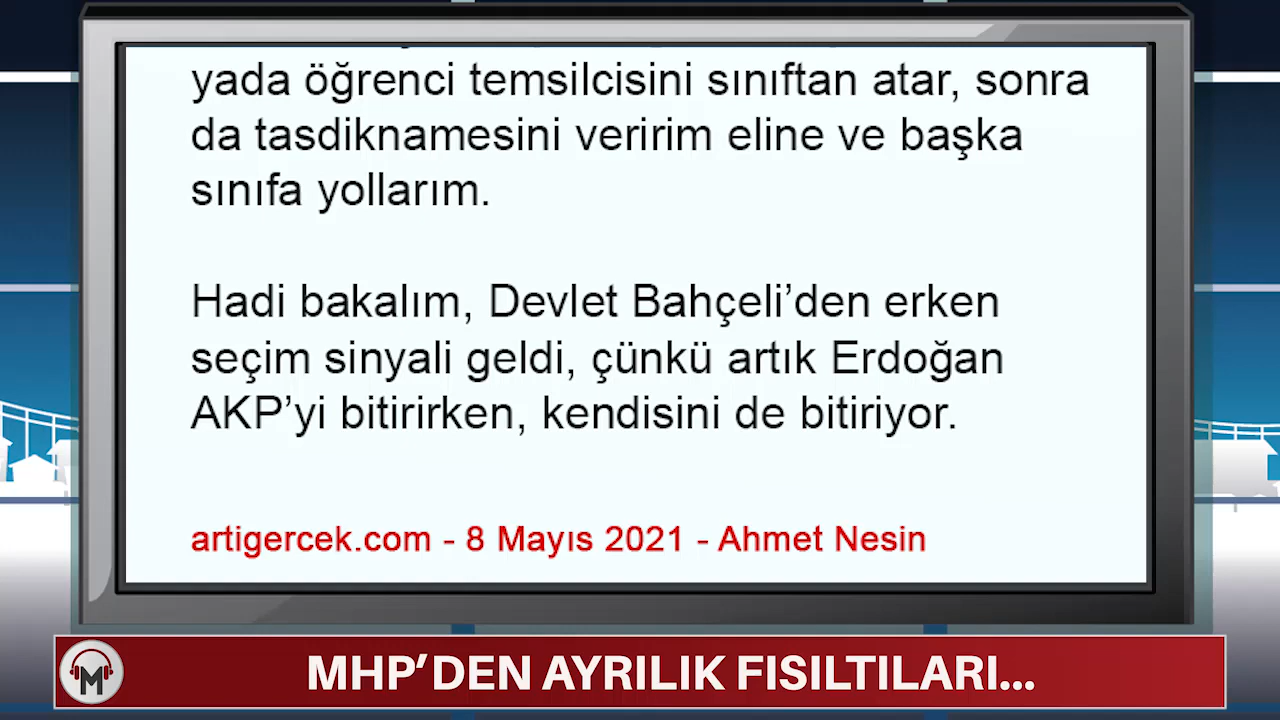 yada öğrenci temsilcisini sınıftan atar, sonra
da tasdiknamesini veririm eline ve başka
sınıfa yollarım.
Hadi bakalım, Devlet Bahçeli’den erken
seçim sinyali geldi, çünkü artık Erdoğan
AKP’yi bitirirken, kendisini de bitiriyor.
artigercek.com - 8 Mayıs 2021 - Ahmet Nesin
M
MHP’DEN AYRILIK FISILTILARI...